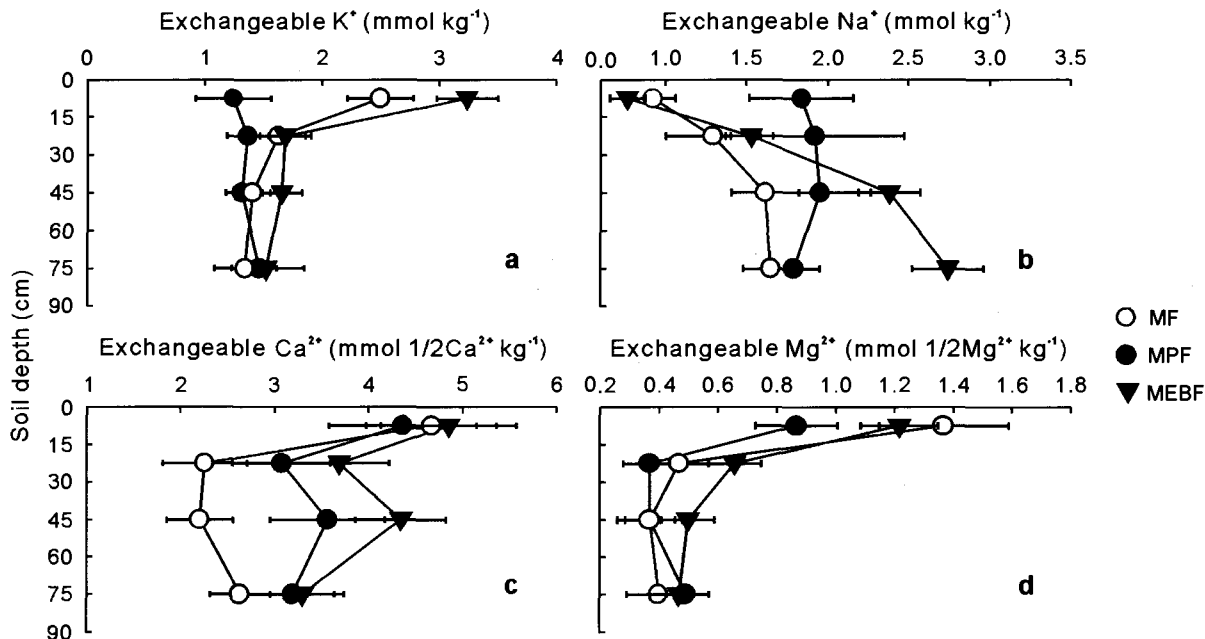 Exchangeable K⁺ (mmol kg⁻¹)
0 1 2 3 4
Exchangeable Na⁺ (mmol kg⁻¹)
0.0 1.0 1.5 2.0 2.5 3.0 3.5
0
15
30
45
60
75
90
a
b
Soil depth (cm)
Exchangeable Ca²⁺ (mmol 1/2Ca²⁺ kg⁻¹)
1 2 3 4 5 6
Exchangeable Mg²⁺ (mmol 1/2Mg²⁺ kg⁻¹)
0.2 0.4 0.6 0.8 1.0 1.2 1.4 1.6 1.8
0
15
30
45
60
75
90
c
d
MF
MPF
MEBF